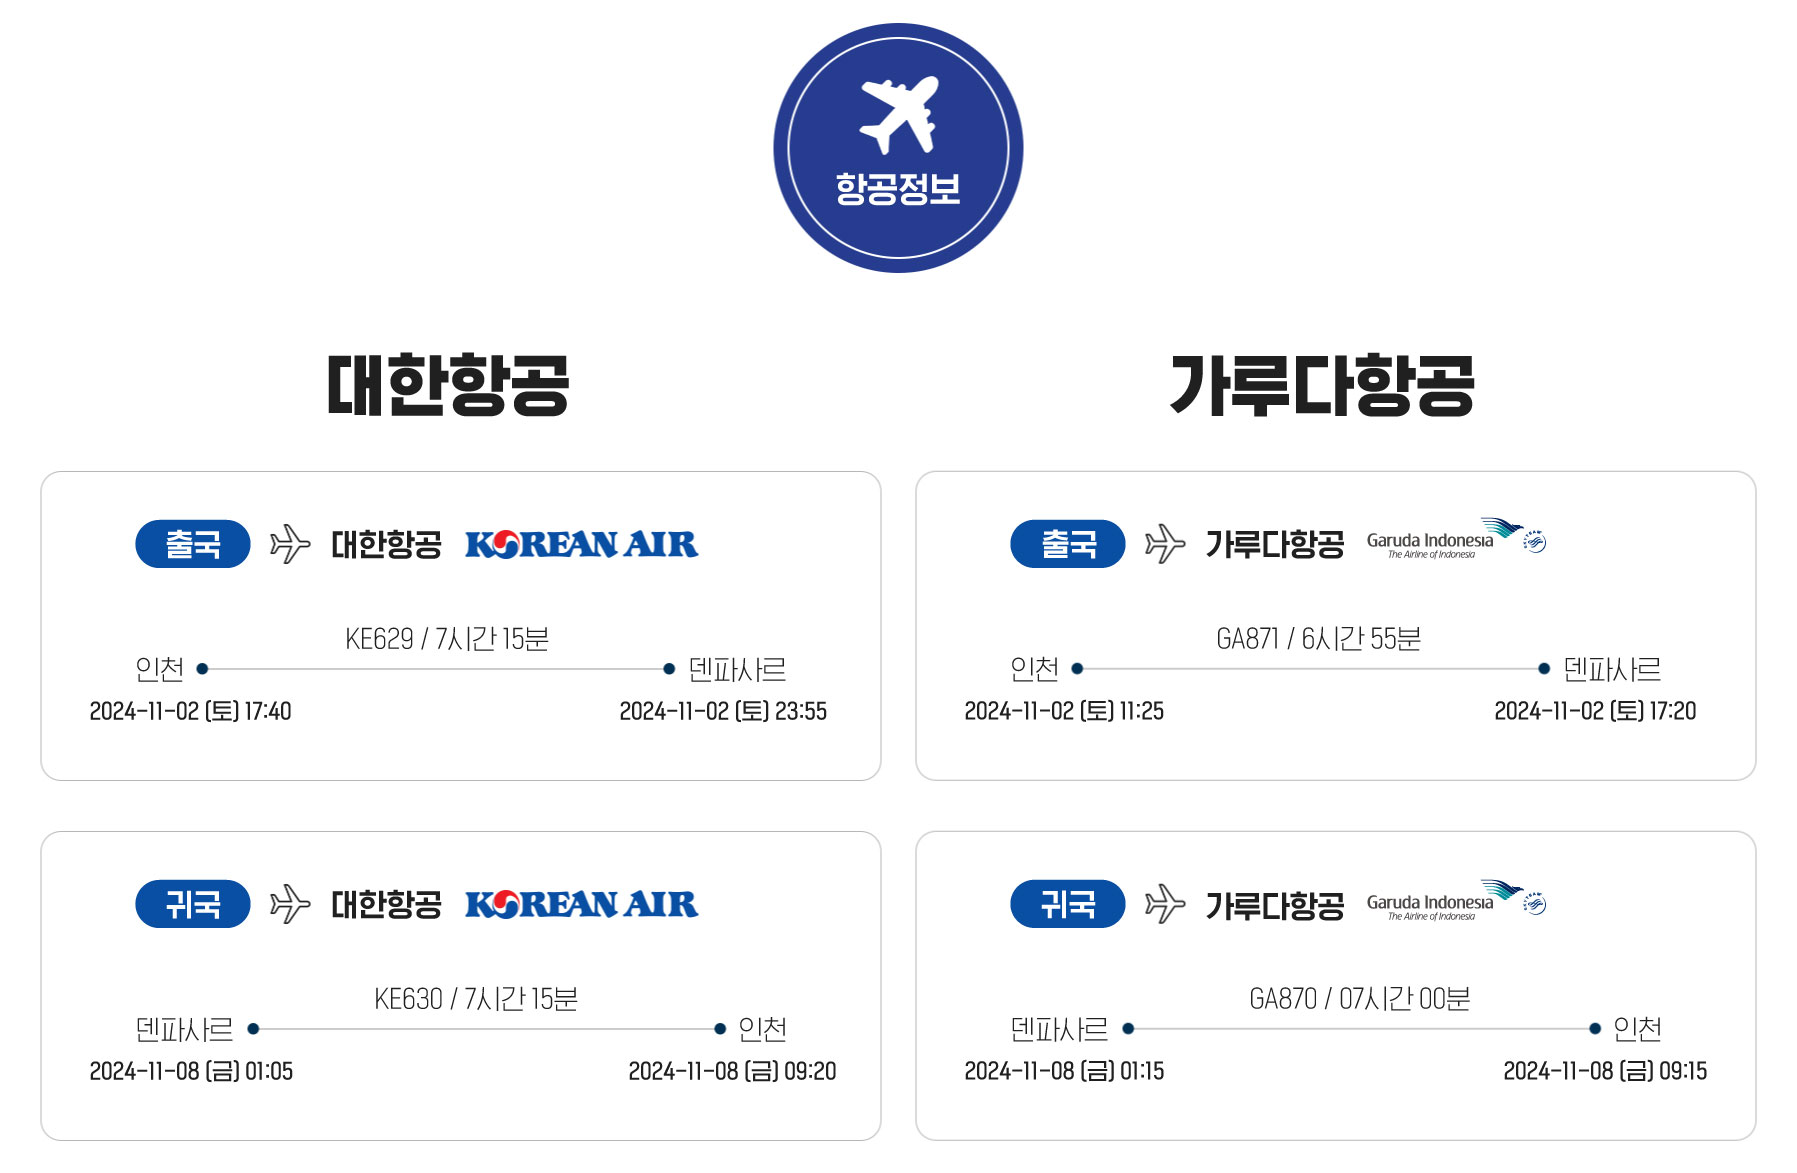 항공정보
대한항공
출국 대한항공 KOREAN AIR
KE629 / 7시간 15분
인천 덴파사르
2024-11-02 (토) 17:40 2024-11-02 (토) 23:55
귀국 대한항공 KOREAN AIR
KE630 / 7시간 15분
덴파사르 인천
2024-11-08 (금) 01:05 2024-11-08 (금) 09:20
가루다항공
출국 가루다항공 Garuda Indonesia
The Airline of Indonesia
GA871 / 6시간 55분
인천 덴파사르
2024-11-02 (토) 11:25 2024-11-02 (토) 17:20
귀국 가루다항공 Garuda Indonesia
The Airline of Indonesia
GA870 / 07시간 00분
덴파사르 인천
2024-11-08 (금) 01:15 2024-11-08 (금) 09:15